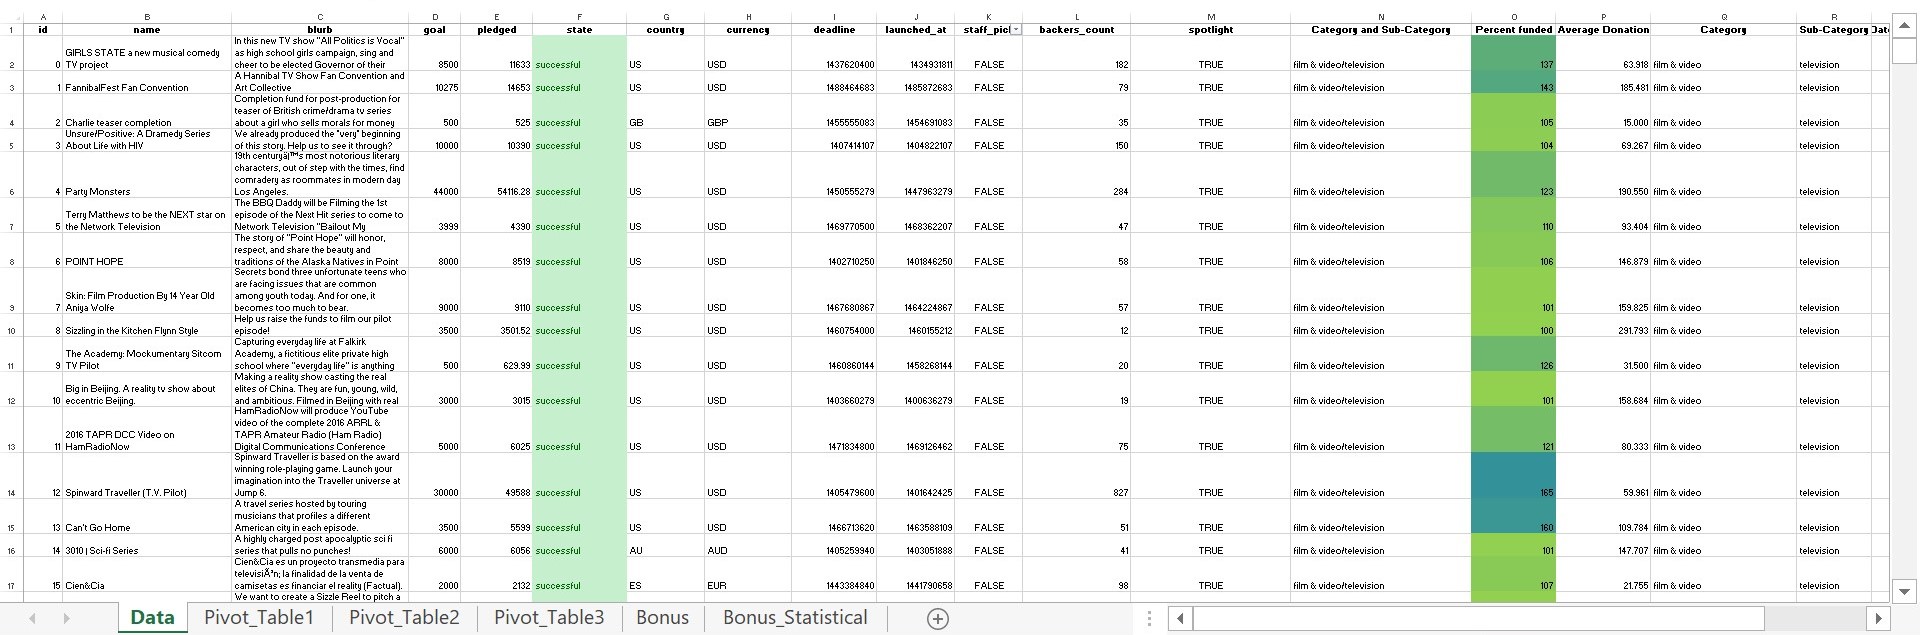 A B C D E F G H I J K L M N O P Q R
1 id name blurb goal pledged state country currency deadline launched_at staff_pic backers_count spotlight Category and Sub-Category Percent funded Average Donation Category Sub-Category
In this new TV show "All Politics is Vocal"
GIRLS STATE a new musical comedy as high school girls campaign, sing and
2 0 TV project cheer to be elected Governor of their 8500 11633 successful US USD 1437620400 1434931811 FALSE 182 TRUE film & video/television 137 63.918 film & video television
A Hannibal TV Show Fan Convention and
3 1 FannibalFest Fan Convention Art Collective 10275 14653 successful US USD 1488464683 1485872683 FALSE 79 TRUE film & video/television 143 185.481 film & video television
Completion fund for post-production for
teaser of British crime/drama tv series
4 2 Charlie teaser completion about a girl who sells morals for money 500 525 successful GB GBP 1455555083 1454691083 FALSE 35 TRUE film & video/television 105 15.000 film & video television
Unsure/Positive: A Dramedy Series We already produced the "very" beginning
5 3 About Life with HIV of this story. Help us to see it through? 10000 10390 successful US USD 1407414107 1404822107 FALSE 150 TRUE film & video/television 104 69.267 film & video television
most notorious literary
characters, out of step with the times, find
comradery as roommates in modern day
6 4 Party Monsters Los Angeles. 44000 54116.28 successful US USD 1450555279 1447963279 FALSE 284 TRUE film & video/television 123 190.550 film & video television
The BBQ Daddy will be Filming the 1st
Terry Matthews to be the NEXT star on episode of the Next Hit series to come to
7 5 the Network Television Network Television "Bailout My 3999 4390 successful US USD 1469770500 1468362207 FALSE 47 TRUE film & video/television 110 93.404 film & video television
The story of "Point Hope" will honor,
respect, and share the beauty and
8 6 POINT HOPE traditions of the Alaska Natives in Point 8000 8519 successful US USD 1402710250 1401846250 FALSE 58 TRUE film & video/television 106 146.879 film & video television
Secrets bond three unfortunate teens who
are facing issues that are common
Skin: Film Production By 14 Year Old among youth today. And for one, it
9 7 Aniya Wolfe becomes too much to bear. 9000 9110 successful US USD 1467680867 1464224867 FALSE 57 TRUE film & video/television 101 159.825 film & video television
Help us raise the funds to film our pilot
10 8 Sizzling in the Kitchen Flynn Style episode! 3500 3501.52 successful US USD 1460754000 1460155212 FALSE 12 TRUE film & video/television 100 291.793 film & video television
Capturing everyday life at Falkirk
The Academy: Mockumentary Sitcom Academy, a fictitious elite private high
11 9 TV Pilot school where "everyday life" is anything 500 629.99 successful US USD 1460860144 1458268144 FALSE 20 TRUE film & video/television 126 31.500 film & video television
Making a reality show casting the real
Big in Beijing. A reality tv show about elites of China. They are fun, young, wild,
12 10 eccentric Beijing. and ambitious. Filmed in Beijing with real 3000 3015 successful US USD 1403660279 1400636279 FALSE 19 TRUE film & video/television 101 158.684 film & video television
HamRadioNow will produce YouTube
video of the complete 2016 ARRL &
2016 TAPR DCC Video on TAPR Amateur Radio (Ham Radio)
13 11 HamRadioNow Digital Communications Conference 5000 6025 successful US USD 1471834800 1469126462 FALSE 75 TRUE film & video/television 121 80.333 film & video television
Spinward Traveller is based on the award
winning role-playing game. Launch your
imagination into the Traveller universe at
14 12 Spinward Traveller (T.V. Pilot) Jump 6. 30000 49588 successful US USD 1405479600 1401642425 FALSE 827 TRUE film & video/television 165 59.961 film & video television
A travel series hosted by touring
musicians that profiles a different
15 13 Can't Go Home American city in each episode. 3500 5599 successful US USD 1466713620 1463588109 FALSE 51 TRUE film & video/television 160 109.784 film & video television
A highly charged post apocalyptic sci fi
16 14 3010 | Sci-fi Series series that pulls no punches! 6000 6056 successful AU AUD 1405259940 1403051888 FALSE 41 TRUE film & video/television 101 147.707 film & video television
Cien&Cia es un proyecto transmedia para
la finalidad de la venta de
17 15 Cien&Cia camisetas es financiar el reality (Factual). 2000 2132 successful ES EUR 1443384840 1441790658 FALSE 98 TRUE film & video/television 107 21.755 film & video television
We want to create a Sizzle Reel to pitch a
Data Pivot_Table1 Pivot_Table2 Pivot_Table3 Bonus Bonus_Statistical